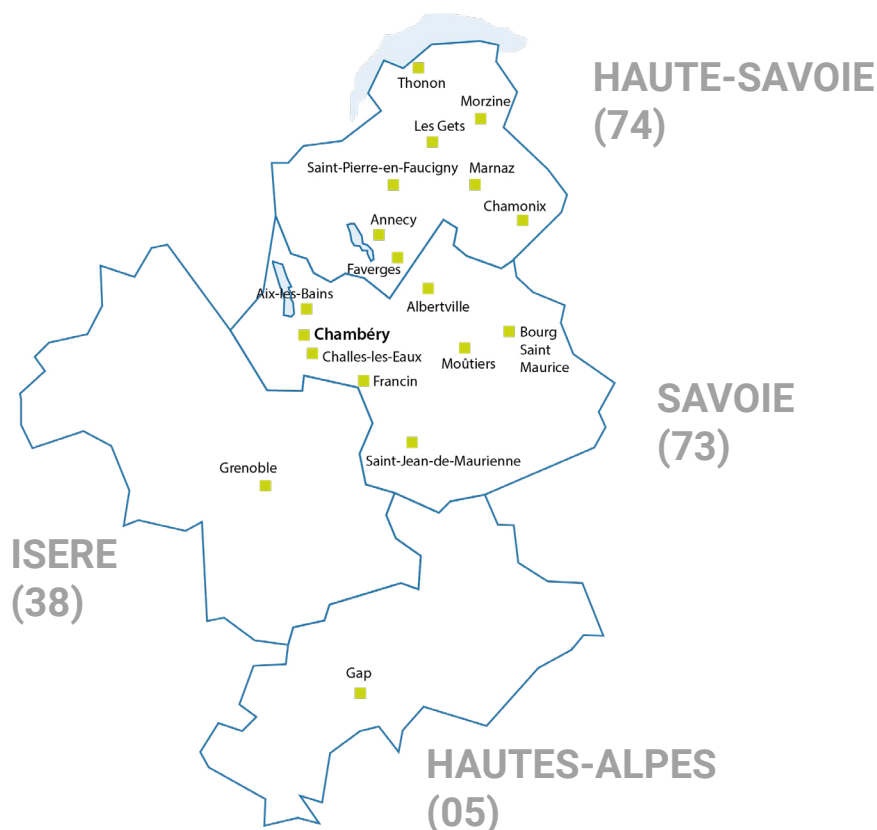 HAUTE-SAVOIE
(74)
Thonon
Morzine
Les Gets
Saint-Pierre-en-Faucigny
Marnaz
Chamonix
Annecy
Faverges
Aix-les-Bains
Albertville
Chambéry
Challes-les-Eaux
Moûtiers
Bourg
Saint
Maurice
Francin
SAVOIE
(73)
Saint-Jean-de-Maurienne
Grenoble
ISERE
(38)
Gap
HAUTES-ALPES
(05)